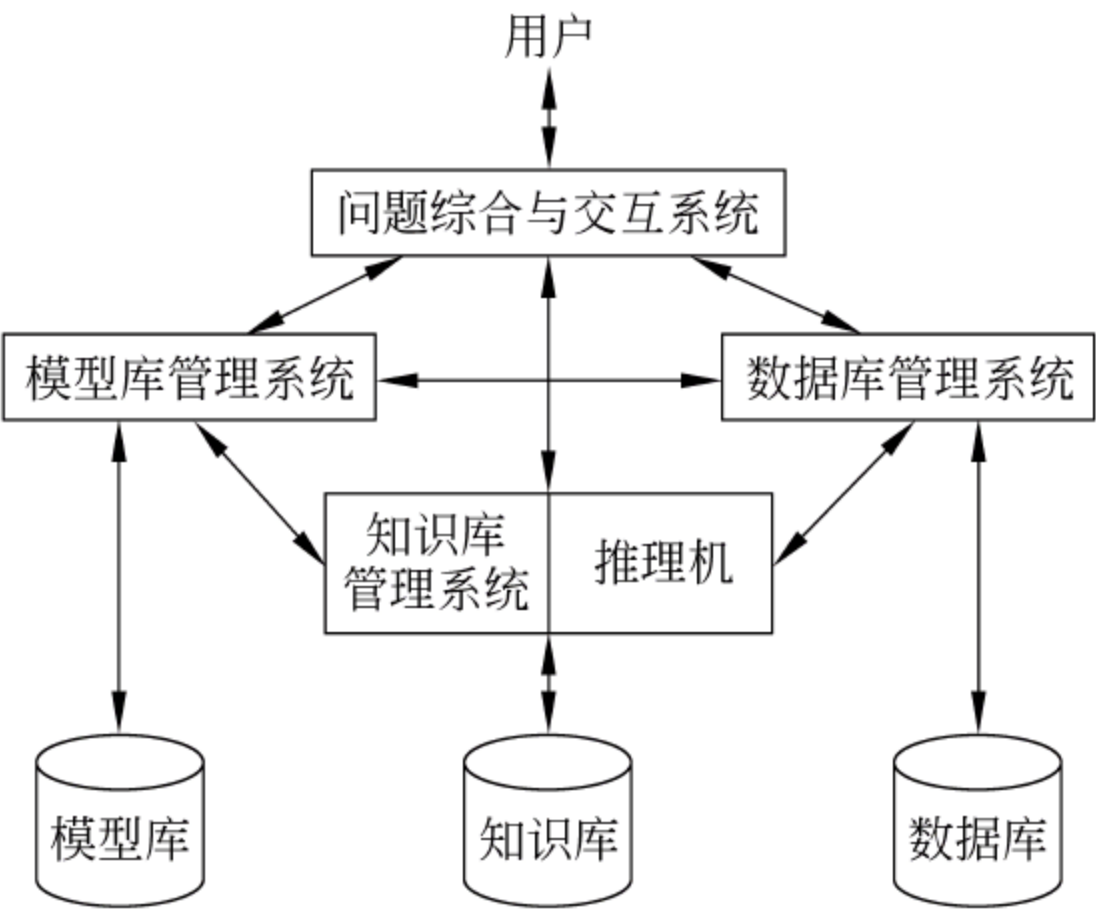 用户
问题综合与交互系统
模型库管理系统
数据库管理系统
知识库
管理系统
推理机
模型库
知识库
数据库